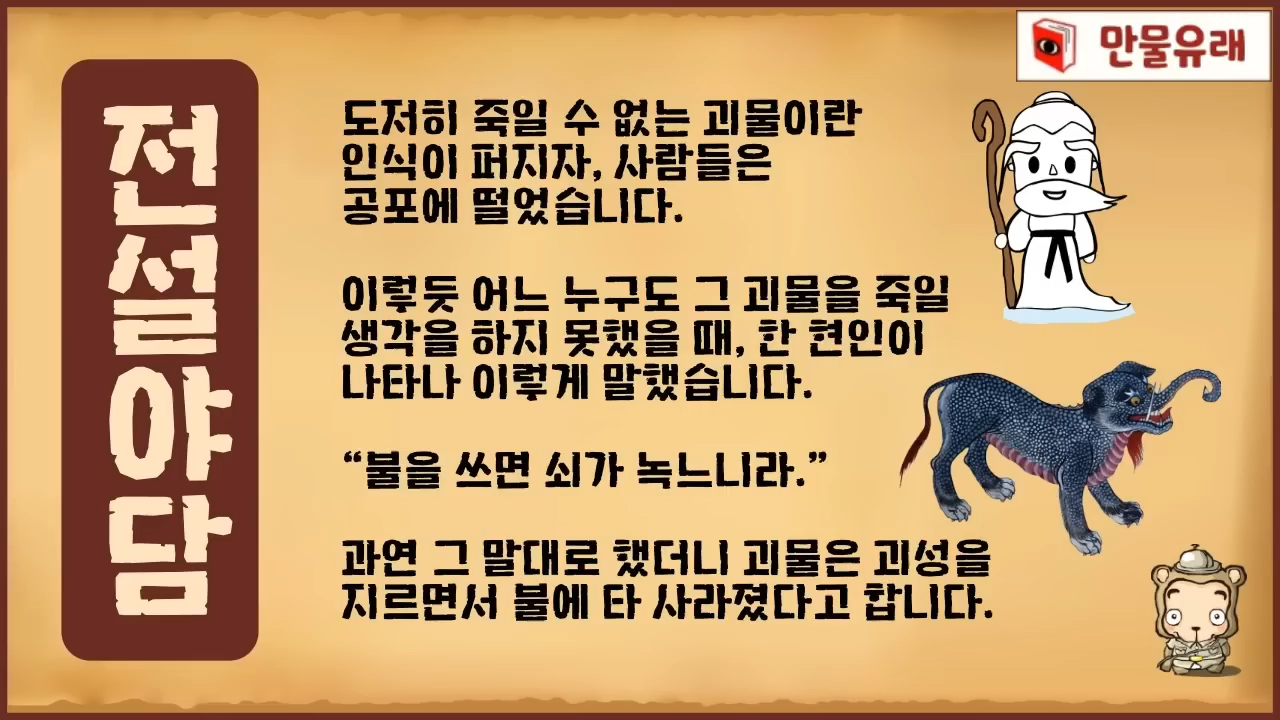 만물유래
전설야담
도저히 죽일 수 없는 괴물이란
인식이 퍼지자, 사람들은
공포에 떨었습니다.
이렇듯 어느 누구도 그 괴물을 죽일
생각을 하지 못했을 때, 한 현인이
나타나 이렇게 말했습니다.
“불을 쓰면 쇠가 녹느니라.”
과연 그 말대로 했더니 괴물은 괴성을
지르면서 불에 타 사라졌다고 합니다.